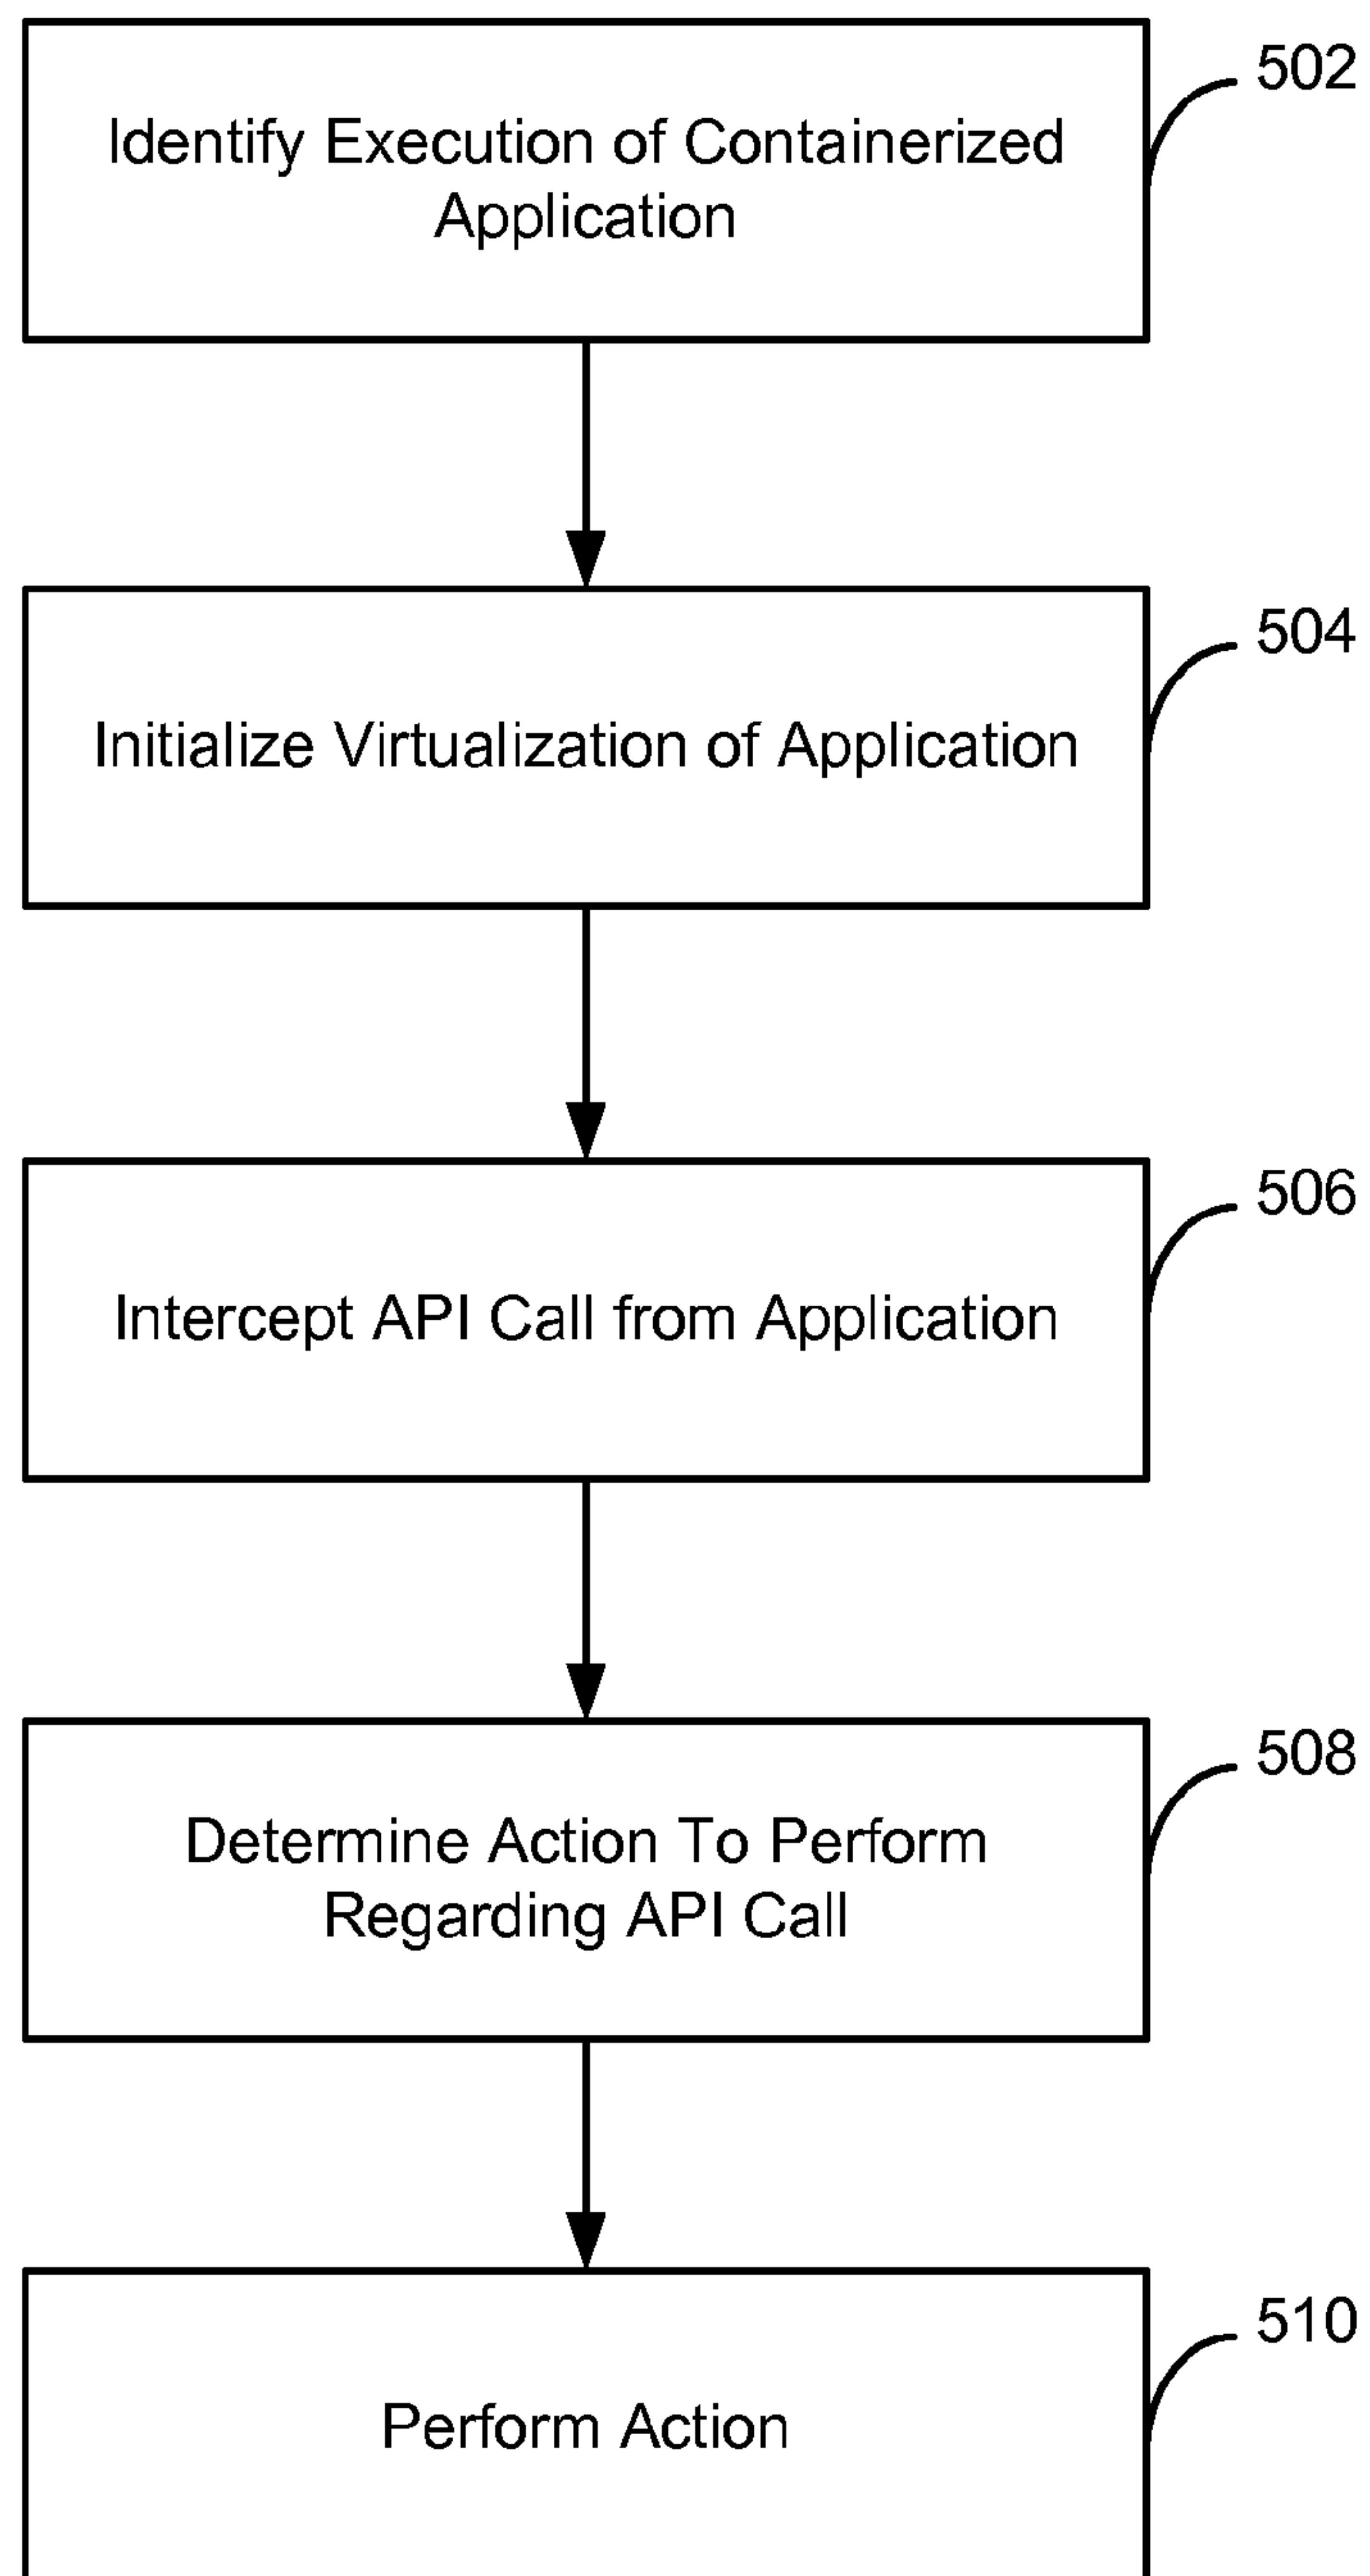 502
Identify Execution of Containerized
Application
504
Initialize Virtualization of Application
506
Intercept API Call from Application
508
Determine Action To Perform
Regarding API Call
510
Perform Action